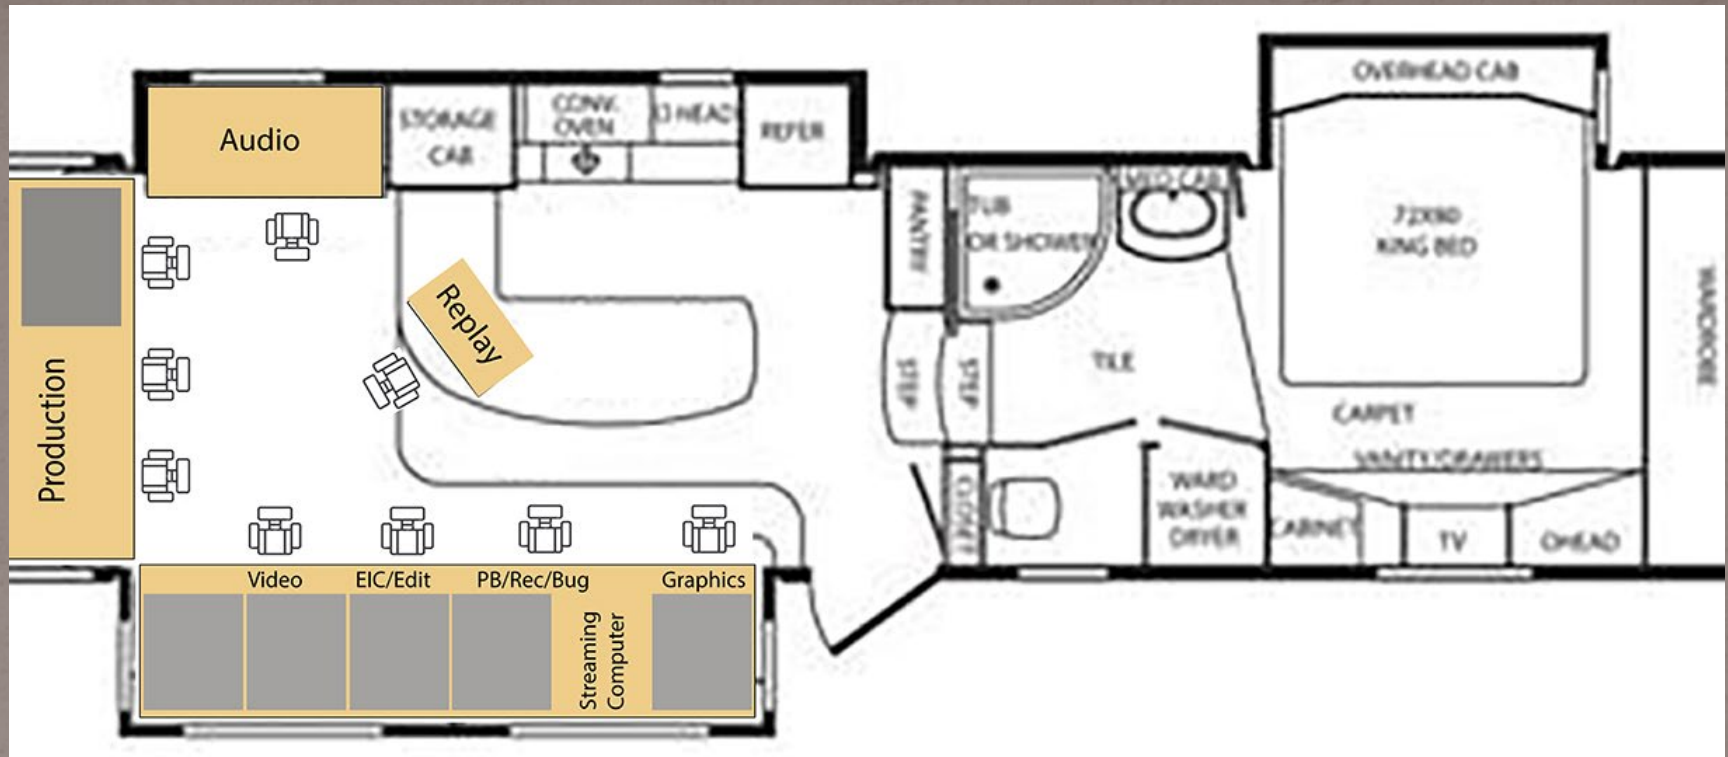 OVERHEAD CAB
Audio
STORAGE
CAB
CONV.
OVEN
REFER
MED CAB
PANTRY
TUB
OR SHOWER
72X80
KING BED
WARDROBE
Replay
Production
STEP
STEP
TILE
CARPET
VANITY/DRAWERS
CLOSET
WARD
WASHER
DRYER
CABINET
TV
OHEAD
Video
EIC/Edit
PB/Rec/Bug
Graphics
Streaming
Computer